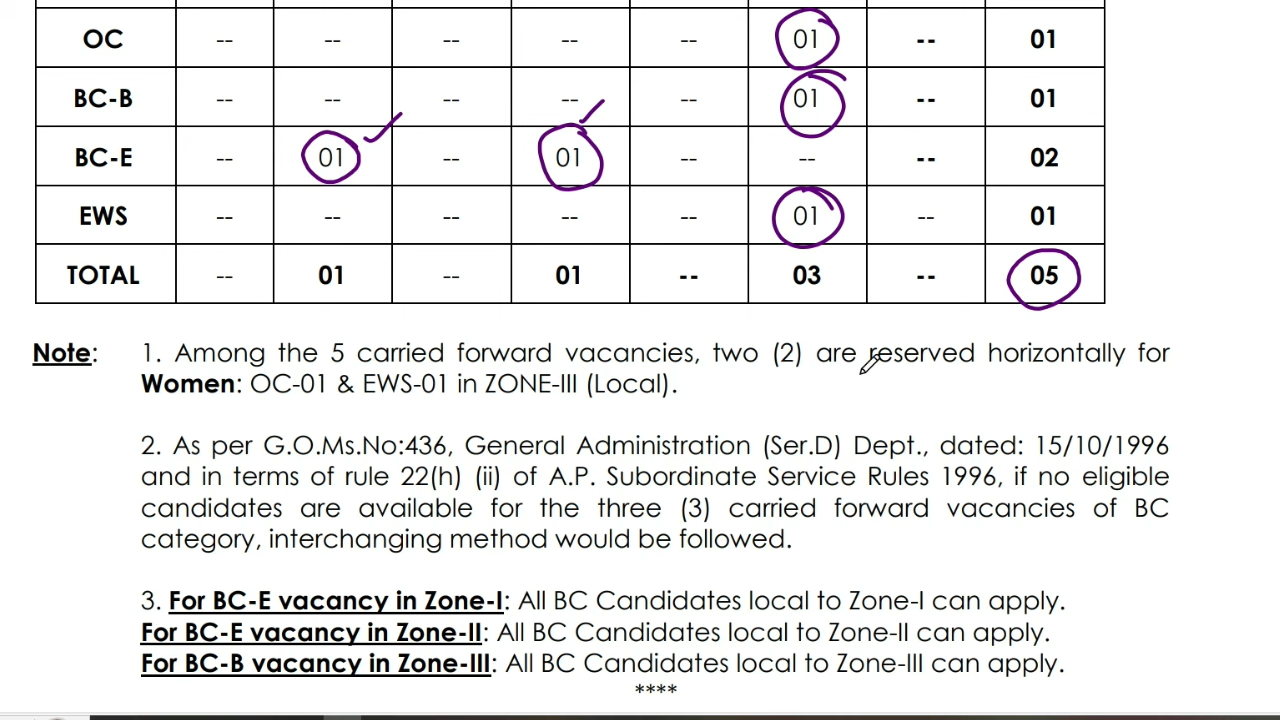 OC -- -- -- -- -- 01 -- 01
BC-B -- -- -- -- -- 01 -- 01
BC-E -- 01 -- 01 -- -- -- 02
EWS -- -- -- -- -- 01 -- 01
TOTAL -- 01 -- 01 -- 03 -- 05
Note: 1. Among the 5 carried forward vacancies, two (2) are reserved horizontally for
Women: OC-01 & EWS-01 in ZONE-III (Local).
2. As per G.O.Ms.No:436, General Administration (Ser.D) Dept., dated: 15/10/1996
and in terms of rule 22(h) (ii) of A.P. Subordinate Service Rules 1996, if no eligible
candidates are available for the three (3) carried forward vacancies of BC
category, interchanging method would be followed.
3. For BC-E vacancy in Zone-I: All BC Candidates local to Zone-I can apply.
For BC-E vacancy in Zone-II: All BC Candidates local to Zone-II can apply.
For BC-B vacancy in Zone-III: All BC Candidates local to Zone-III can apply.
****